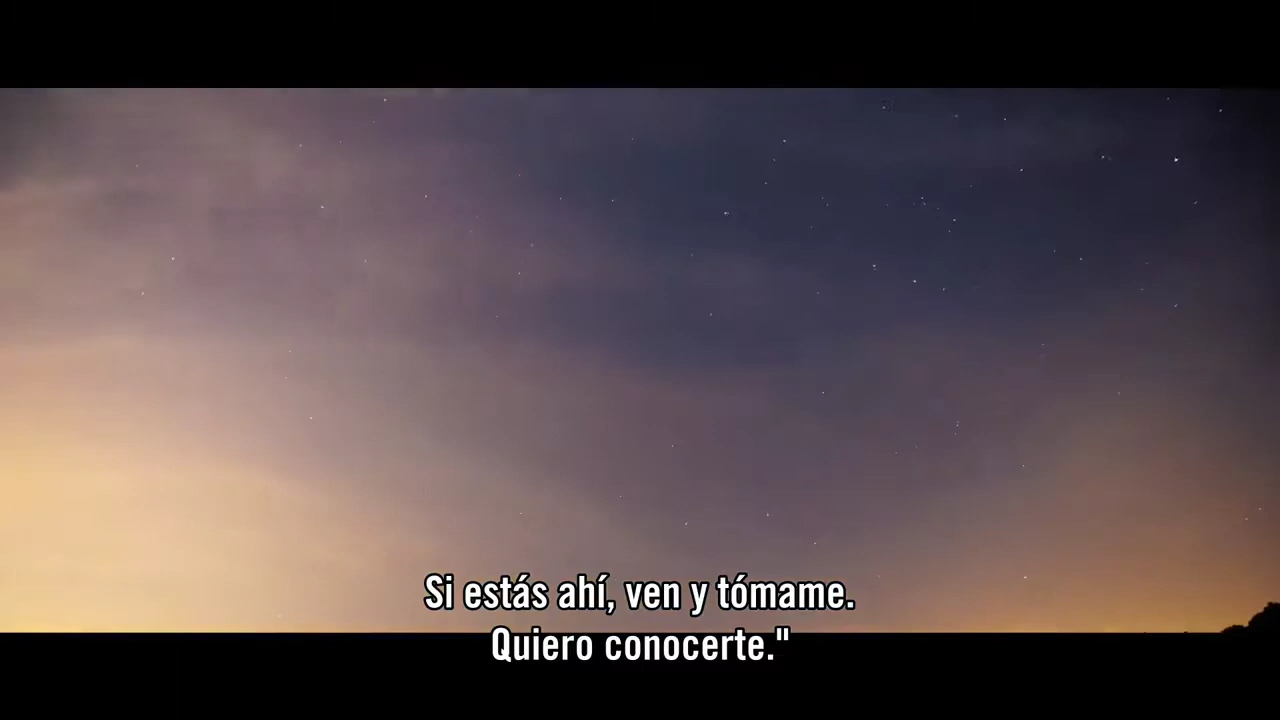 Si estás ahí, ven y tómame.
Quiero conocerte."